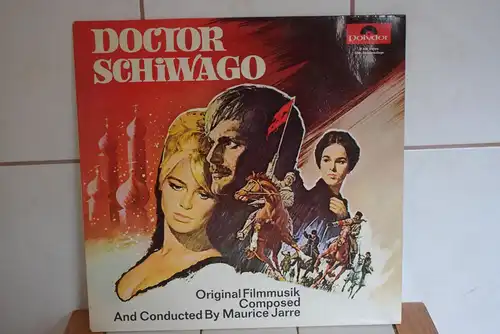 DOCTOR
SCHiWAGO
Polydor
Original Filmmusik
Composed
And Conducted By Maurice Jarre